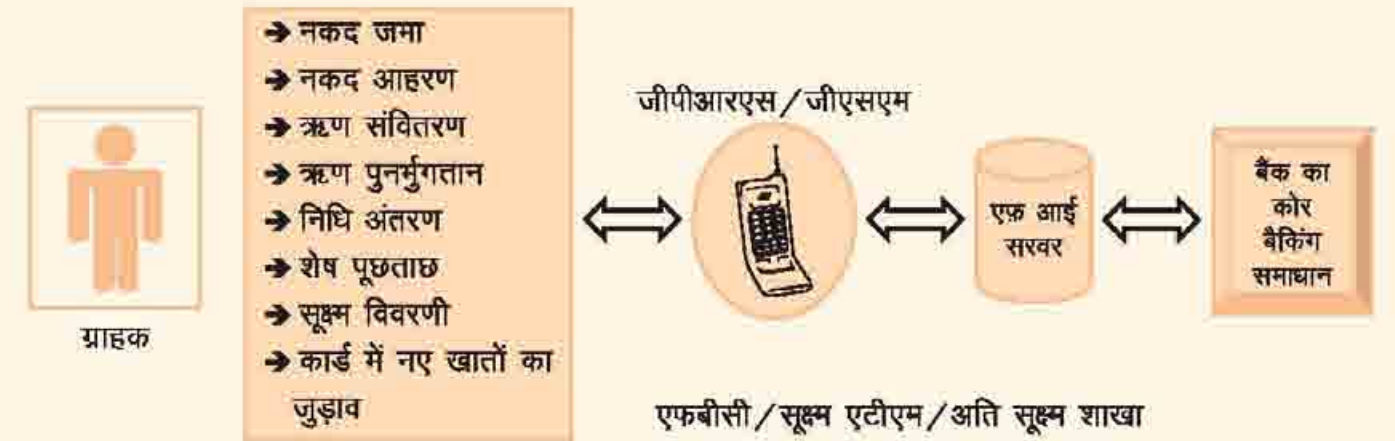 ग्राहक
➔ नकद जमा
➔ नकद आहरण
➔ ऋण संवितरण
➔ ऋण पुनर्भुगतान
➔ निधि अंतरण
➔ शेष पूछताछ
➔ सूक्ष्म विवरणी
➔ कार्ड में नए खातों का
जुड़ाव
जीपीआरएस/जीएसएम
एफ़ आई
सरवर
बैंक का
कोर
बैकिंग
समाधान
एफबीसी/सूक्ष्म एटीएम/अति सूक्ष्म शाखा